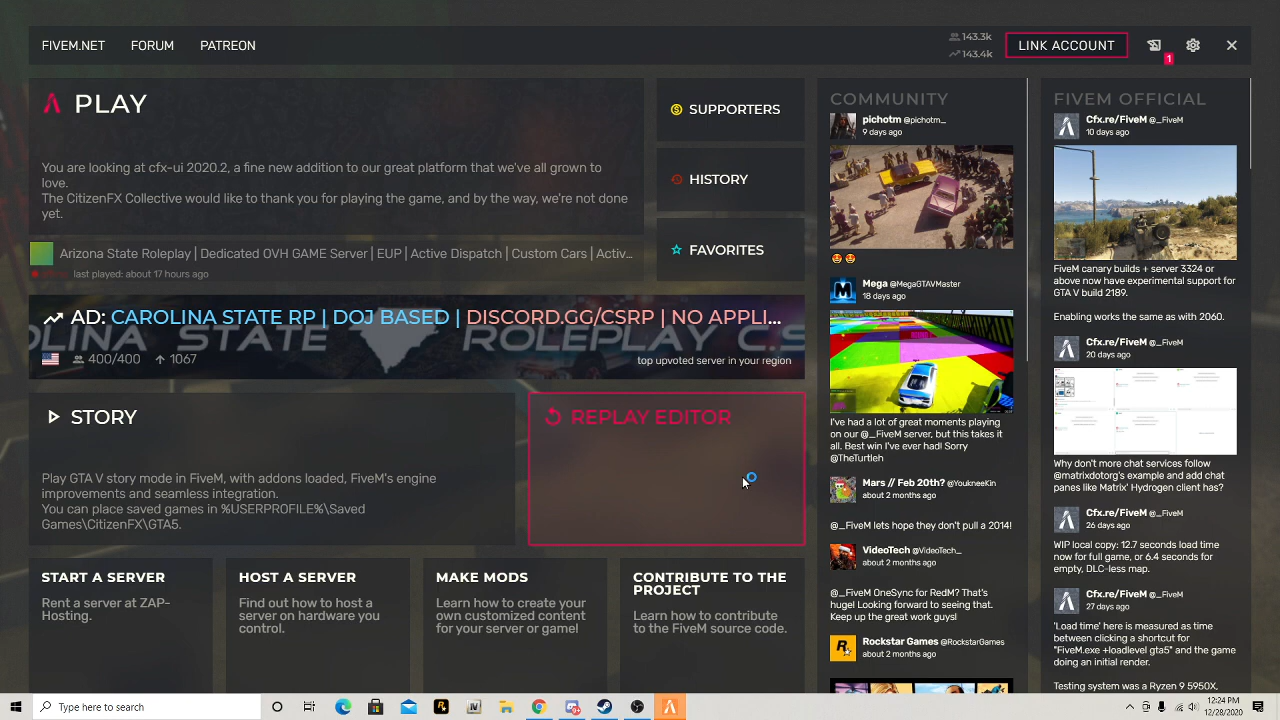 FIVEM.NET
FORUM
PATREON
143.3k
143.4k
LINK ACCOUNT
1
PLAY
You are looking at cfx-ui 2020.2, a fine new addition to our great platform that we've all grown to
love.
The CitizenFX Collective would like to thank you for playing the game, and by the way, we're not done
yet.
Arizona State Roleplay | Dedicated OVH GAME Server | EUP | Active Dispatch | Custom Cars | Activ...
last played: about 17 hours ago
SUPPORTERS
HISTORY
FAVORITES
AD: CAROLINA STATE RP | DOJ BASED | DISCORD.GG/CSRP | NO APPLI...
400/400
1067
top upvoted server in your region
STORY
Play GTA V story mode in FiveM, with addons loaded, FiveM's engine
improvements and seamless integration.
You can place saved games in %USERPROFILE%\Saved
Games\CitizenFX\GTA5.
REPLAY EDITOR
START A SERVER
Rent a server at ZAP-
Hosting.
HOST A SERVER
Find out how to host a
server on hardware you
control.
MAKE MODS
Learn how to create your
own customized content
for your server or game!
CONTRIBUTE TO THE
PROJECT
Learn how to contribute
to the FiveM source code.
COMMUNITY
pichotm @pichotm_
9 days ago
Mega @MegaGTAVMaster
18 days ago
I've had a lot of great moments playing
on our @_FiveM server, but this takes it
all. Best win I've ever had! Sorry
@TheTurtleh
Mars // Feb 20th? @YoukneeKin
about 2 months ago
@_FiveM lets hope they don't pull a 2014!
VideoTech @VideoTech_
about 2 months ago
@_FiveM OneSync for RedM? That's
huge! Looking forward to seeing that.
Keep up the great work guys!
Rockstar Games @RockstarGames
about 2 months ago
FIVEM OFFICIAL
Cfx.re/FiveM @_FiveM
10 days ago
FiveM canary builds + server 3324 or
above now have experimental support for
GTA V build 2189.
Enabling works the same as with 2060.
Cfx.re/FiveM @_FiveM
20 days ago
Why don't more chat services follow
@matrixdotorg's example and add chat
panes like Matrix' Hydrogen client has?
Cfx.re/FiveM @_FiveM
26 days ago
WIP local copy: 12.7 seconds load time
now for full game, or 6.4 seconds for
empty, DLC-less map.
Cfx.re/FiveM @_FiveM
27 days ago
'Load time' here is measured as time
between clicking a shortcut for
"FiveM.exe +loadlevel gta5" and the game
doing an initial render.
Testing system was a Ryzen 9 5950X,
Type here to search
12:24 PM
12/28/2020